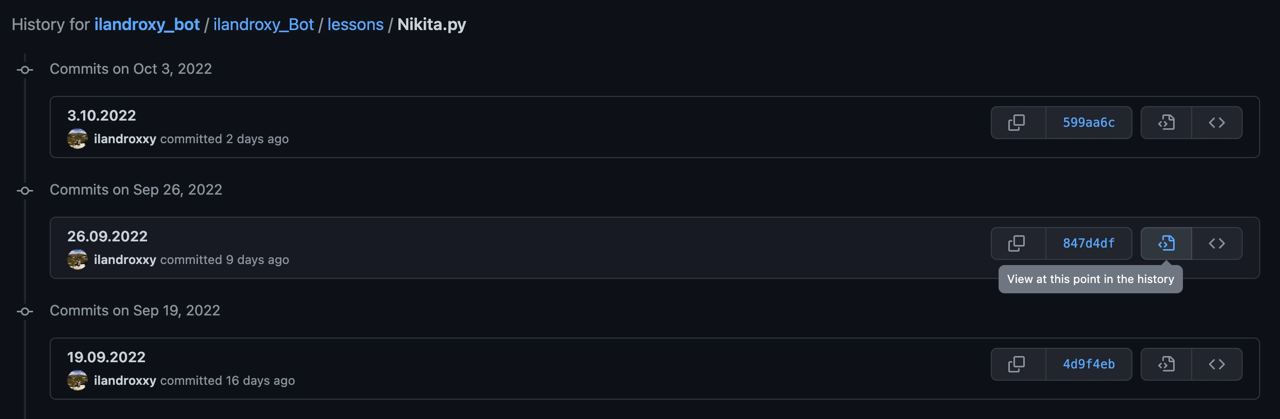 History for ilandroxy_bot / ilandroxy_Bot / lessons / Nikita.py
Commits on Oct 3, 2022
3.10.2022
ilandroxxy committed 2 days ago
599aa6c
Commits on Sep 26, 2022
26.09.2022
ilandroxxy committed 9 days ago
847d4df
View at this point in the history
Commits on Sep 19, 2022
19.09.2022
ilandroxxy committed 16 days ago
4d9f4eb